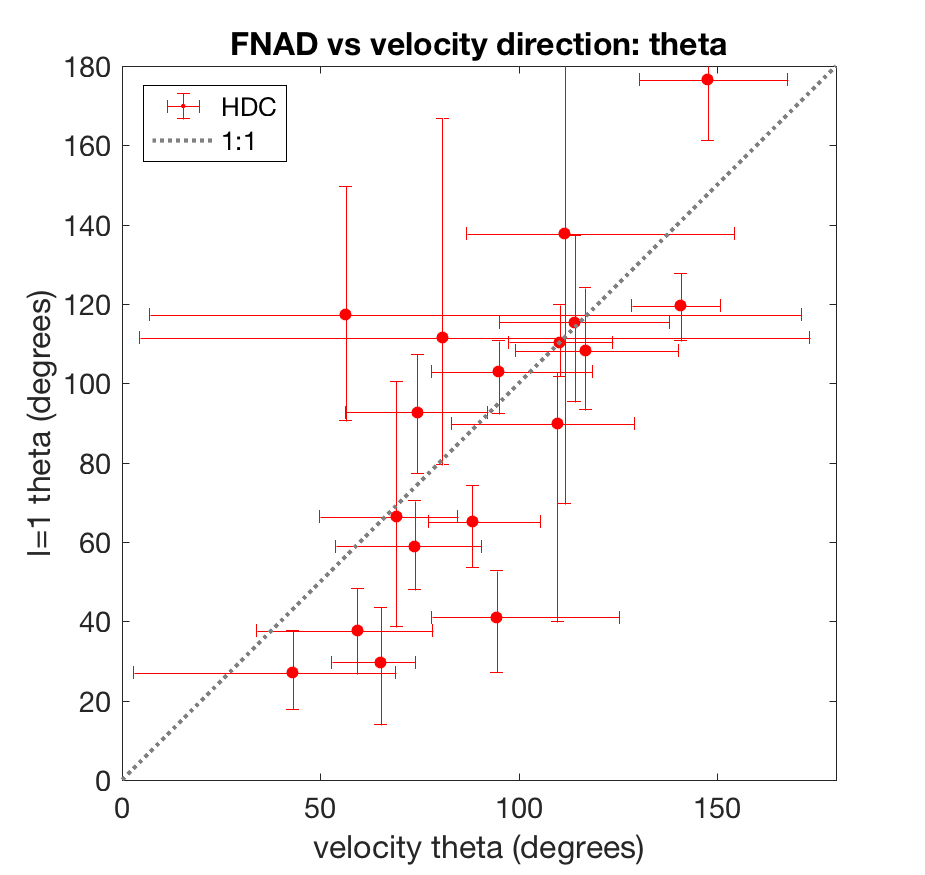 FNAD vs velocity direction: theta
HDC
1:1
180
160
140
120
100
80
60
40
20
0
l=1 theta (degrees)
0 50 100 150
velocity theta (degrees)